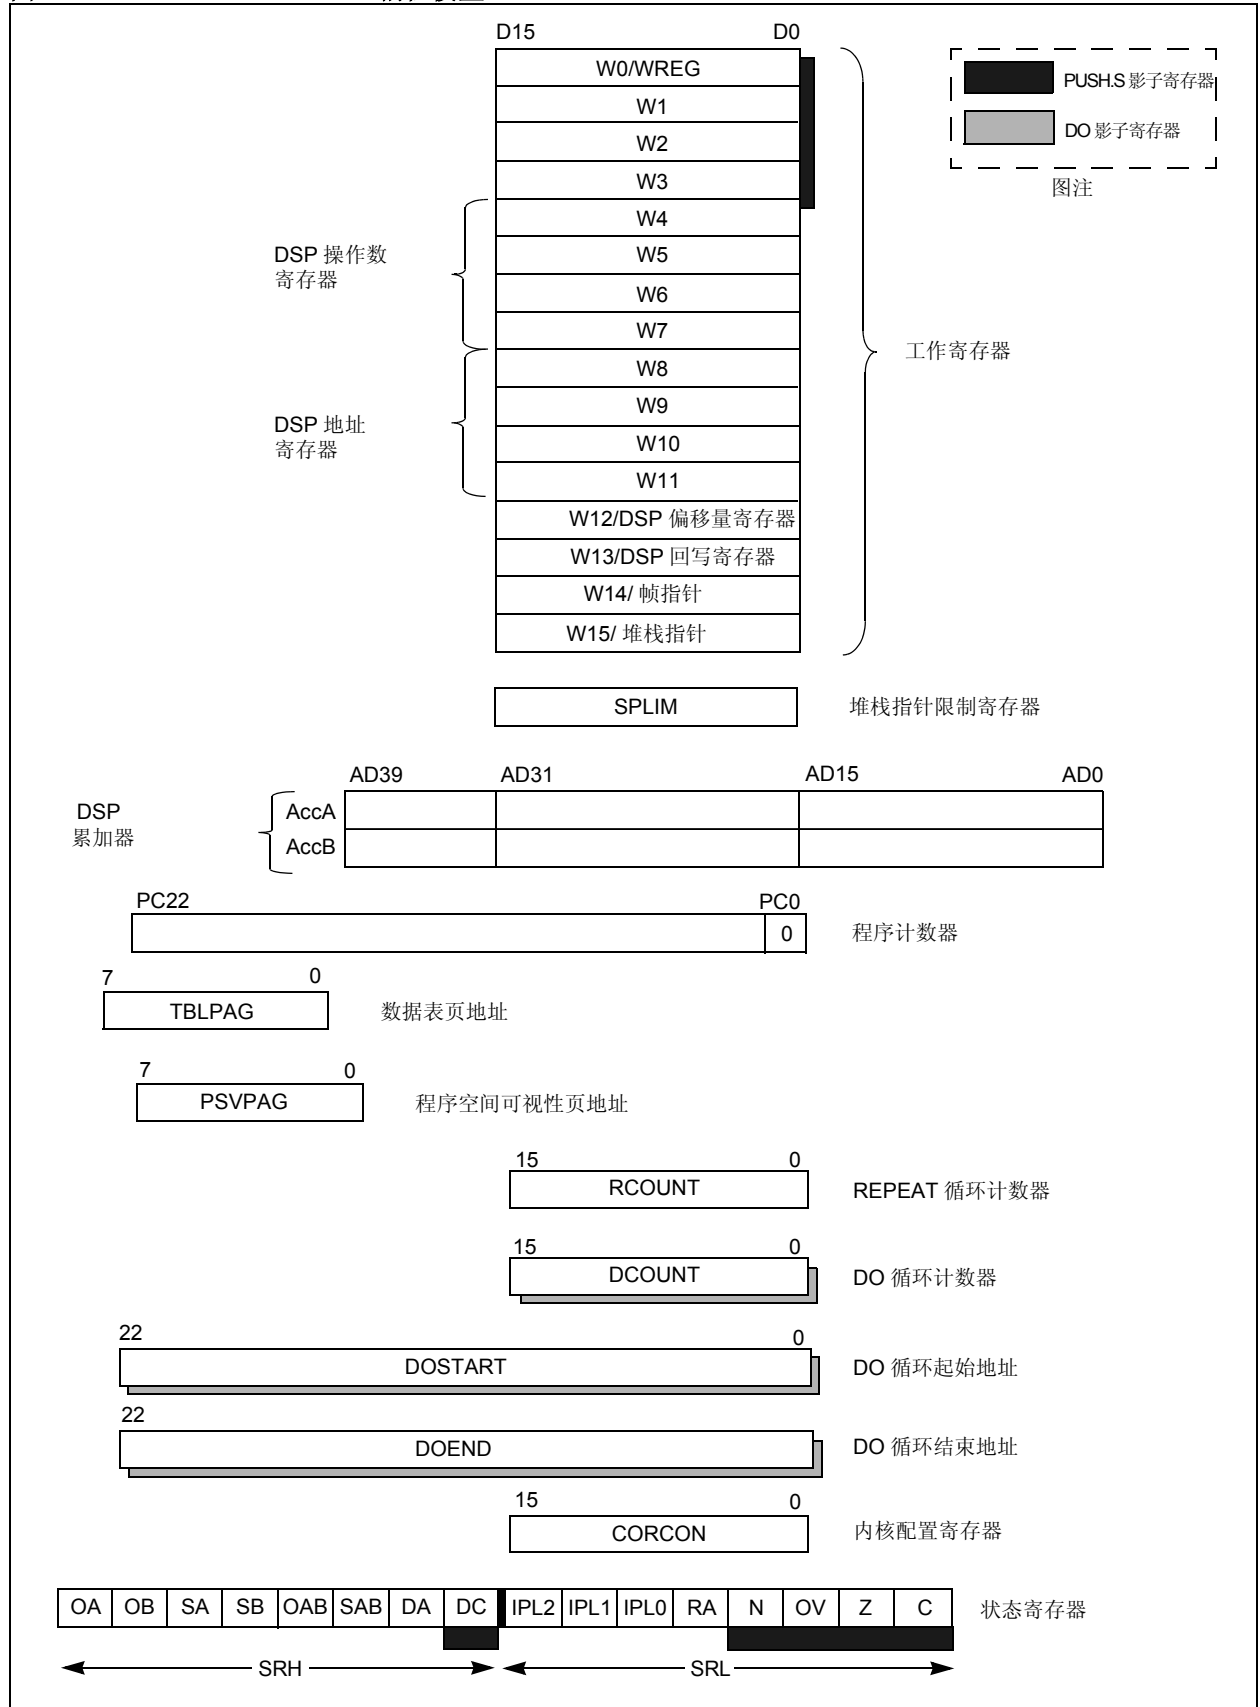 D15 D0
W0/WREG
W1
W2
W3
W4
W5
W6
W7
W8
W9
W10
W11
W12/DSP 偏移量寄存器
W13/DSP 回写寄存器
W14/ 帧指针
W15/ 堆栈指针
PUSH.S 影子寄存器
DO 影子寄存器
图注
DSP 操作数
寄存器
DSP 地址
寄存器
工作寄存器
SPLIM
堆栈指针限制寄存器
AD39 AD31 AD15 AD0
DSP
累加器
AccA
AccB
PC22 PC0
0
程序计数器
7 0
TBLPAG
数据表页地址
7 0
PSVPAG
程序空间可视性页地址
15 0
RCOUNT
REPEAT 循环计数器
15 0
DCOUNT
DO 循环计数器
22 0
DOSTART
DO 循环起始地址
22
DOEND
DO 循环结束地址
15 0
CORCON
内核配置寄存器
OA OB SA SB OAB SAB DA DC IPL2 IPL1 IPL0 RA N OV Z C
状态寄存器
SRH SRL